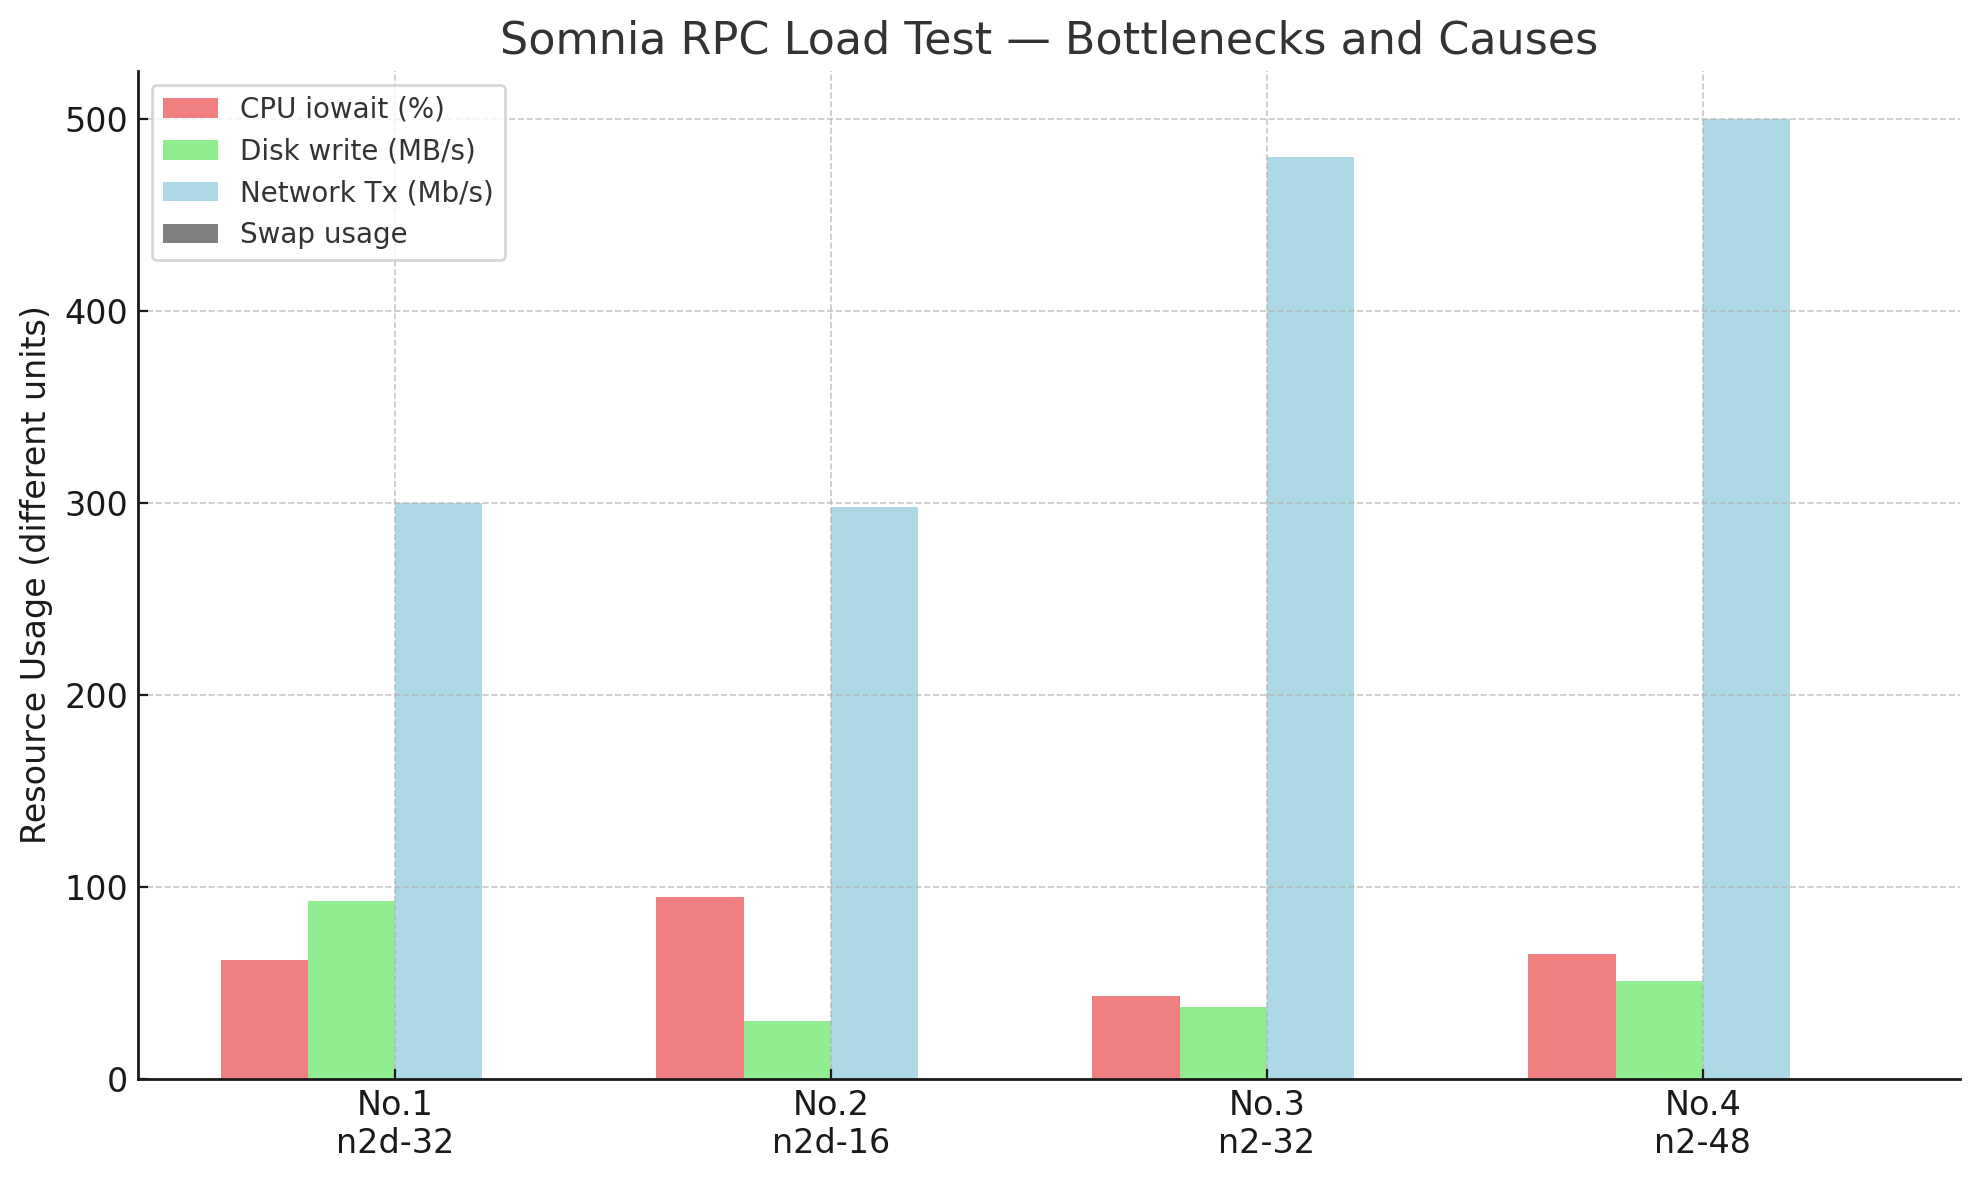 Somnia RPC Load Test — Bottlenecks and Causes
CPU iowait (%)
Disk write (MB/s)
Network Tx (Mb/s)
Swap usage
Resource Usage (different units)
500
400
300
200
100
0
No.1
n2d-32
No.2
n2d-16
No.3
n2-32
No.4
n2-48